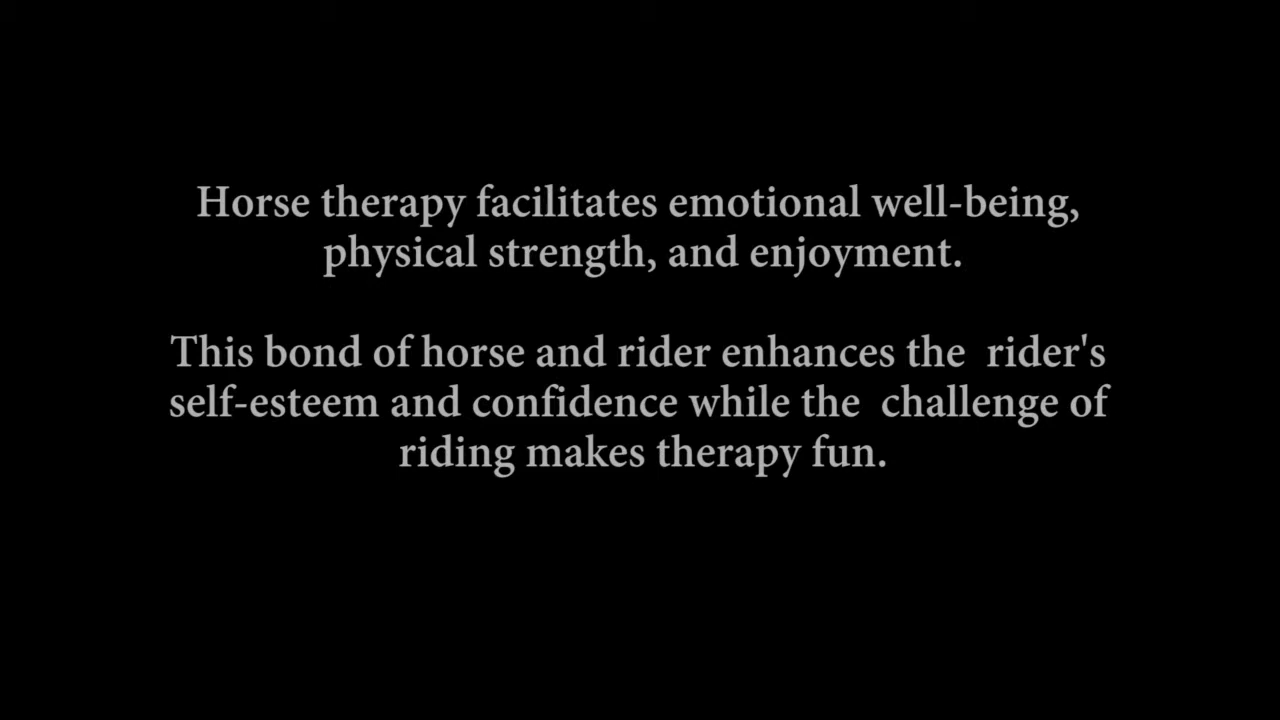 Horse therapy facilitates emotional well-being,
physical strength, and enjoyment.
This bond of horse and rider enhances the  rider's
self-esteem and confidence while the  challenge of
riding makes therapy fun.